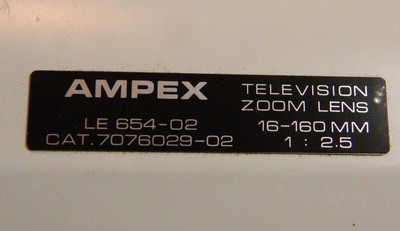 AMPEX
LE 654-02
CAT.7076029-02
TELEVISION
ZOOM LENS
16-160 MM
1 : 2.5